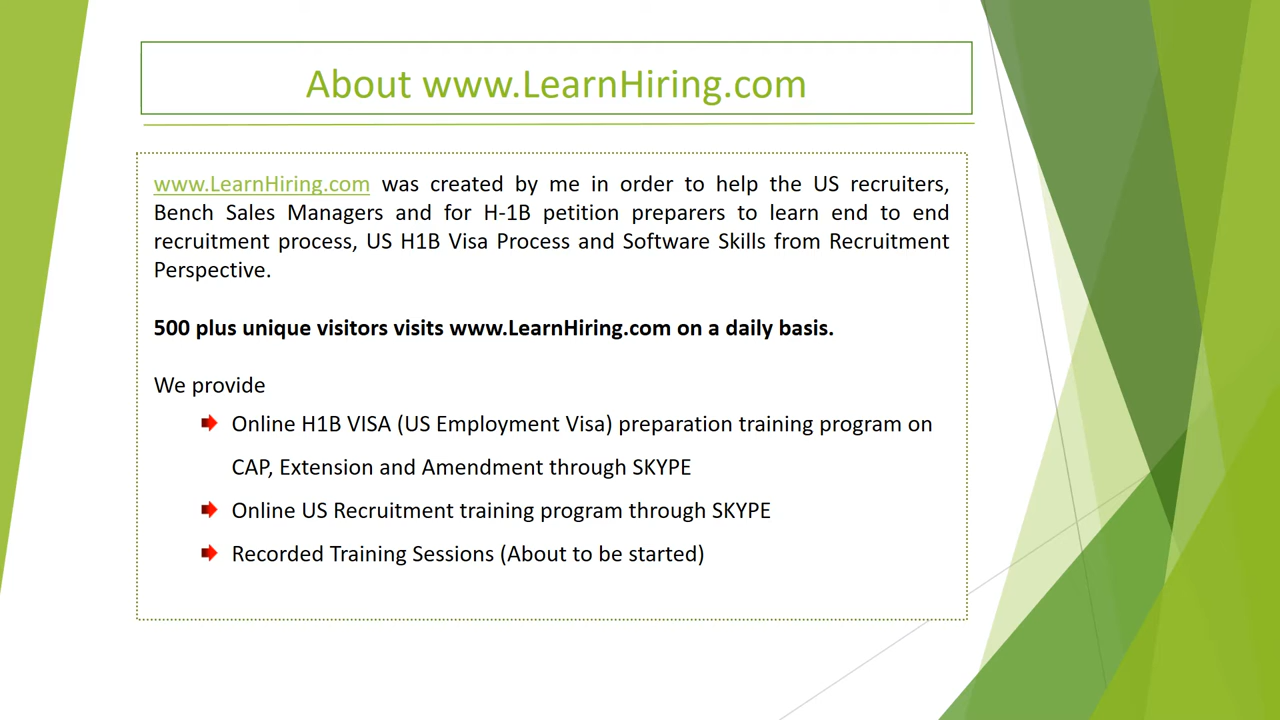 About www.LearnHiring.com
www.LearnHiring.com was created by me in order to help the US recruiters,
Bench Sales Managers and for H-1B petition preparers to learn end to end
recruitment process, US H1B Visa Process and Software Skills from Recruitment
Perspective.
500 plus unique visitors visits www.LearnHiring.com on a daily basis.
We provide
Online H1B VISA (US Employment Visa) preparation training program on
CAP, Extension and Amendment through SKYPE
Online US Recruitment training program through SKYPE
Recorded Training Sessions (About to be started)